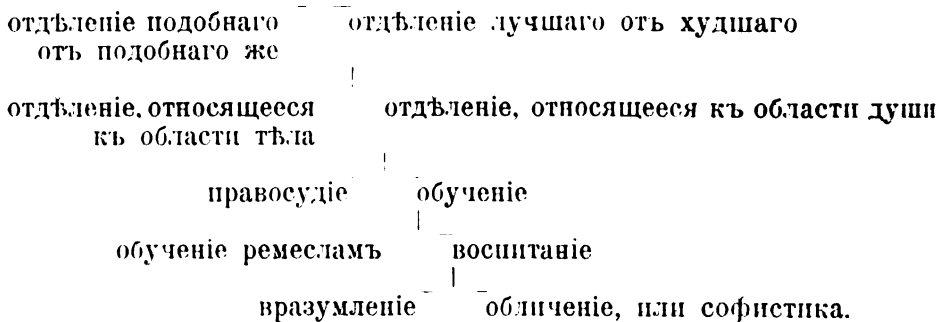 отдѣленіе подобнаго отдѣленіе лучшаго отъ худшаго
отъ подобнаго же
отдѣленіе, относящееся отдѣленіе, относящееся къ области души
къ области тѣла
правосудіе обученіе
обученіе ремесламъ воспитаніе
вразумленіе обличеніе, или софистика.